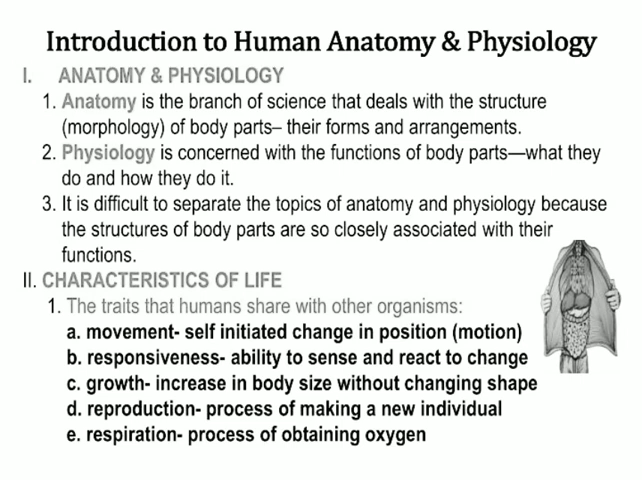 Introduction to Human Anatomy & Physiology
I. ANATOMY & PHYSIOLOGY
1. Anatomy is the branch of science that deals with the structure
(morphology) of body parts– their forms and arrangements.
2. Physiology is concerned with the functions of body parts—what they
do and how they do it.
3. It is difficult to separate the topics of anatomy and physiology because
the structures of body parts are so closely associated with their
functions.
II. CHARACTERISTICS OF LIFE
1. The traits that humans share with other organisms:
a. movement- self initiated change in position (motion)
b. responsiveness- ability to sense and react to change
c. growth- increase in body size without changing shape
d. reproduction- process of making a new individual
e. respiration- process of obtaining oxygen